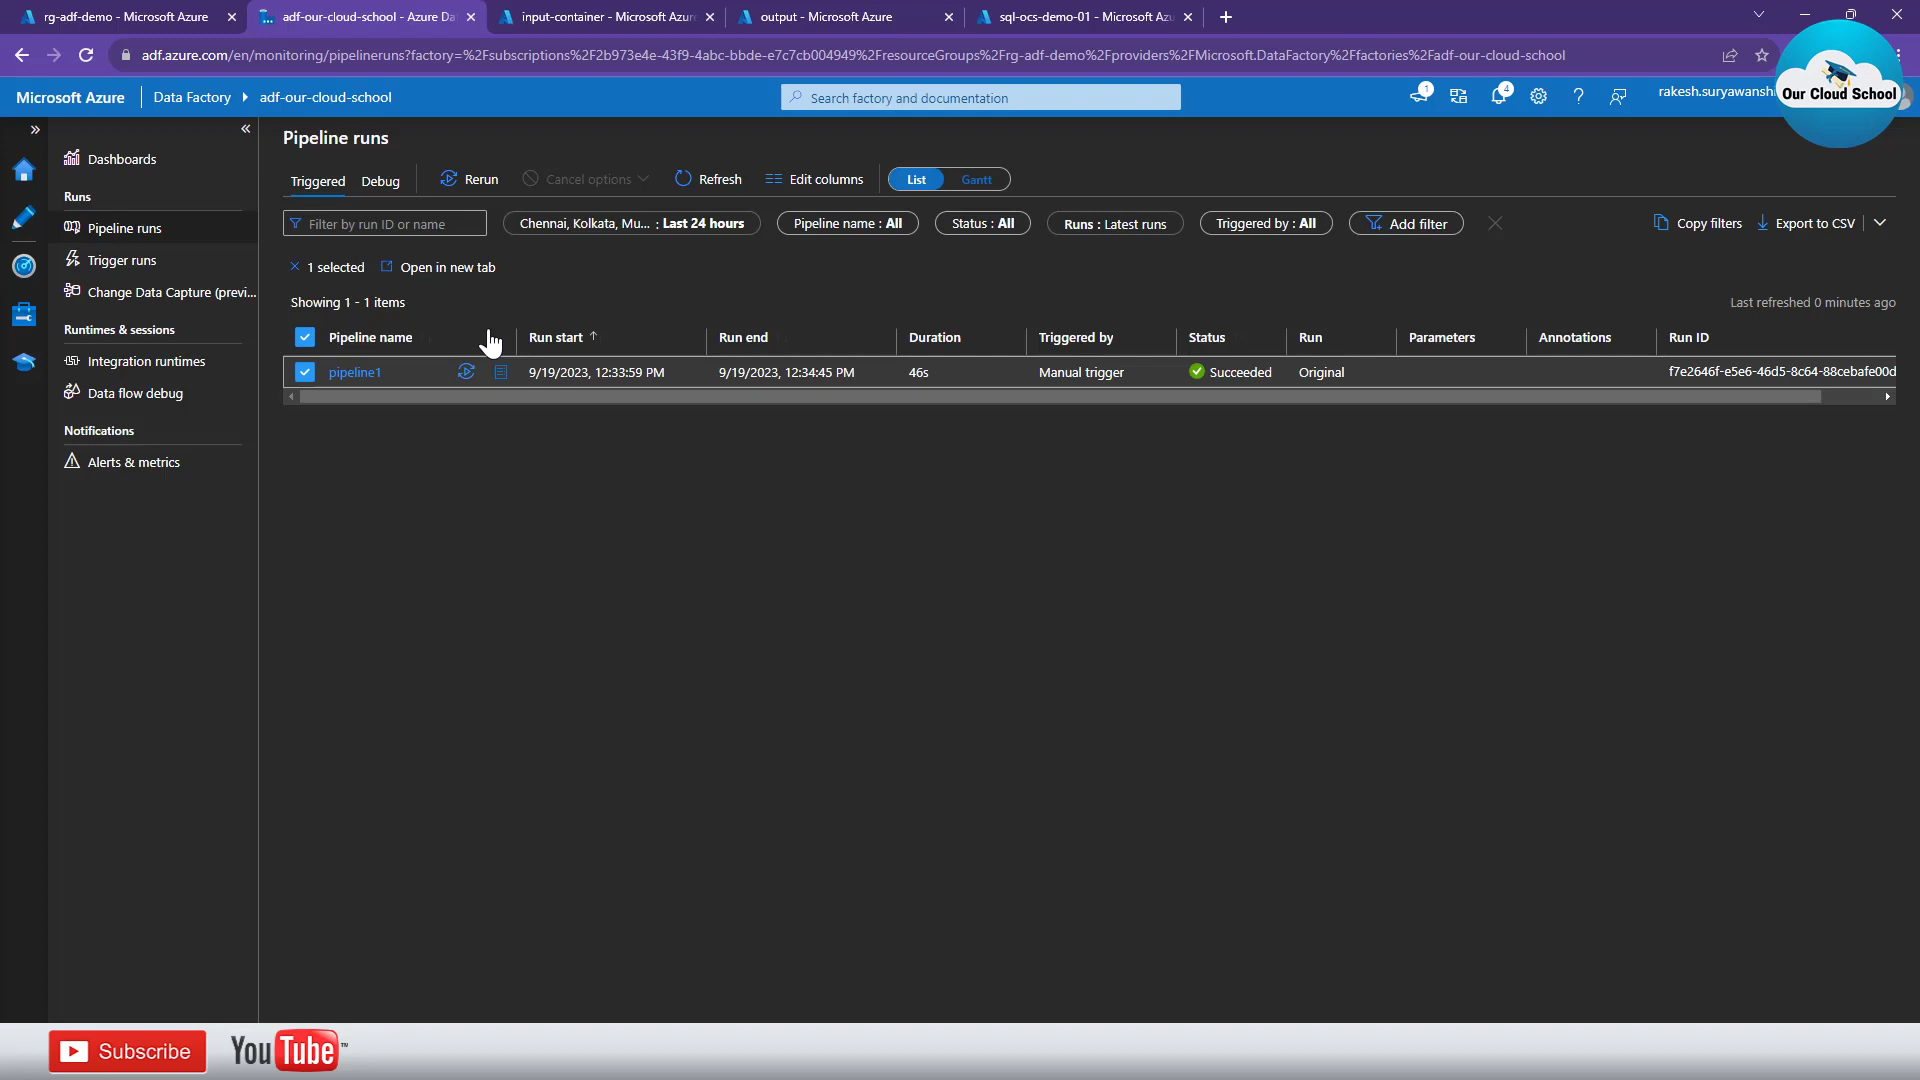 rg-adf-demo - Microsoft Azure
adf-our-cloud-school - Azure Da
input-container - Microsoft Azure
output - Microsoft Azure
sql-ocs-demo-01 - Microsoft Azu
adf.azure.com/en/monitoring/pipelineruns?factory=%2Fsubscriptions%2F2b973e4e-43f9-4abc-bbde-e7c7cb004949%2FresourceGroups%2Frg-adf-demo%2Fproviders%2FMicrosoft.DataFactory%2Ffactories%2Fadf-our-cloud-school
Microsoft Azure
Data Factory
adf-our-cloud-school
Search factory and documentation
1
4
rakesh.suryawanshi
Our Cloud School
Dashboards
Runs
Pipeline runs
Trigger runs
Change Data Capture (previ...
Runtimes & sessions
Integration runtimes
Data flow debug
Notifications
Alerts & metrics
Pipeline runs
Triggered
Debug
Rerun
Cancel options
Refresh
Edit columns
List
Gantt
Filter by run ID or name
Chennai, Kolkata, Mu... : Last 24 hours
Pipeline name : All
Status : All
Runs : Latest runs
Triggered by : All
Add filter
Copy filters
Export to CSV
1 selected
Open in new tab
Showing 1 - 1 items
Last refreshed 0 minutes ago
Pipeline name Run start Run end Duration Triggered by Status Run Parameters Annotations Run ID
pipeline1 9/19/2023, 12:33:59 PM 9/19/2023, 12:34:45 PM 46s Manual trigger Succeeded Original f7e2646f-e5e6-46d5-8c64-88cebafe00d
Subscribe
YouTube™